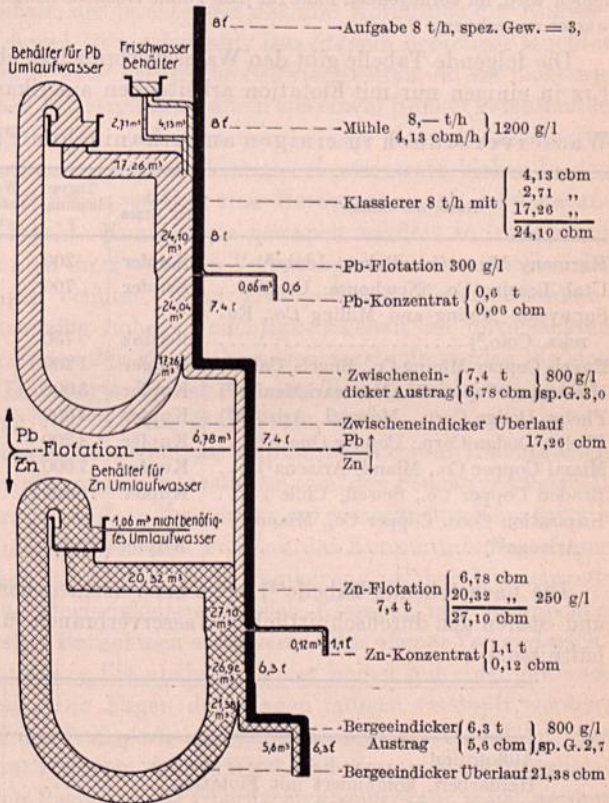 Behälter für Pb
Umlaufwasser
Frischwasser
Behälter
2,71 m³
4,13 m³
17,26 m³
8 t
8 t
8 t
24,10
m³
0,06 m³
0,6
24,04
m³
7,4 t
17,26
m³
6,78 m³
7,4 t
Pb
Zn
Flotation
Behälter für
Zn Umlaufwasser
1,06 m³ nicht benötig-
tes Umlaufwasser
20,32 m³
27,10
m³
0,12 m³
1,1 t
26,98
m³
6,3 t
21,38
m³
5,6 m³
6,3 t
Aufgabe 8 t/h, spez. Gew. = 3,
Mühle 8,— t/h
4,13 cbm/h } 1200 g/l
Klassierer 8 t/h mit { 4,13 cbm
2,71 „
17,26 „
24,10 cbm
Pb-Flotation 300 g/l
Pb-Konzentrat { 0,6 t
0,06 cbm
Zwischenein- { 7,4 t } 800 g/l
dicker Austrag { 6,78 cbm } sp. G. 3,0
Zwischeneindicker Überlauf
Pb ↑ 17,26 cbm
Zn ↓
Zn-Flotation { 6,78 cbm
20,32 „ 250 g/l
7,4 t
27,10 cbm
Zn-Konzentrat { 1,1 t
0,12 cbm
Bergeeindicker { 6,3 t } 800 g/l
Austrag { 5,6 cbm } sp. G. 2,7
Bergeeindicker Überlauf 21,38 cbm